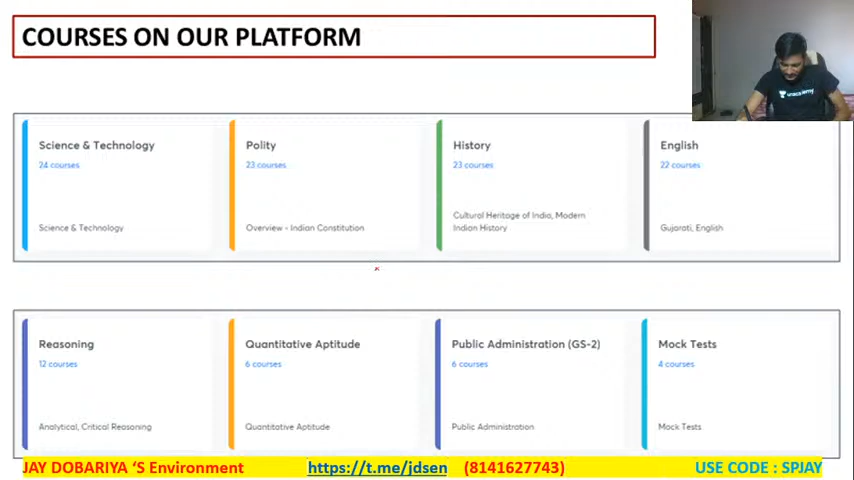 COURSES ON OUR PLATFORM
unacademy
Science & Technology
24 courses
Science & Technology
Polity
23 courses
Overview - Indian Constitution
History
23 courses
Cultural Heritage of India, Modern
Indian History
English
22 courses
Gujarati, English
Reasoning
12 courses
Analytical, Critical Reasoning
Quantitative Aptitude
6 courses
Quantitative Aptitude
Public Administration (GS-2)
6 courses
Public Administration
Mock Tests
4 courses
Mock Tests
JAY DOBARIYA ‘S Environment https://t.me/jdsen (8141627743) USE CODE : SPJAY